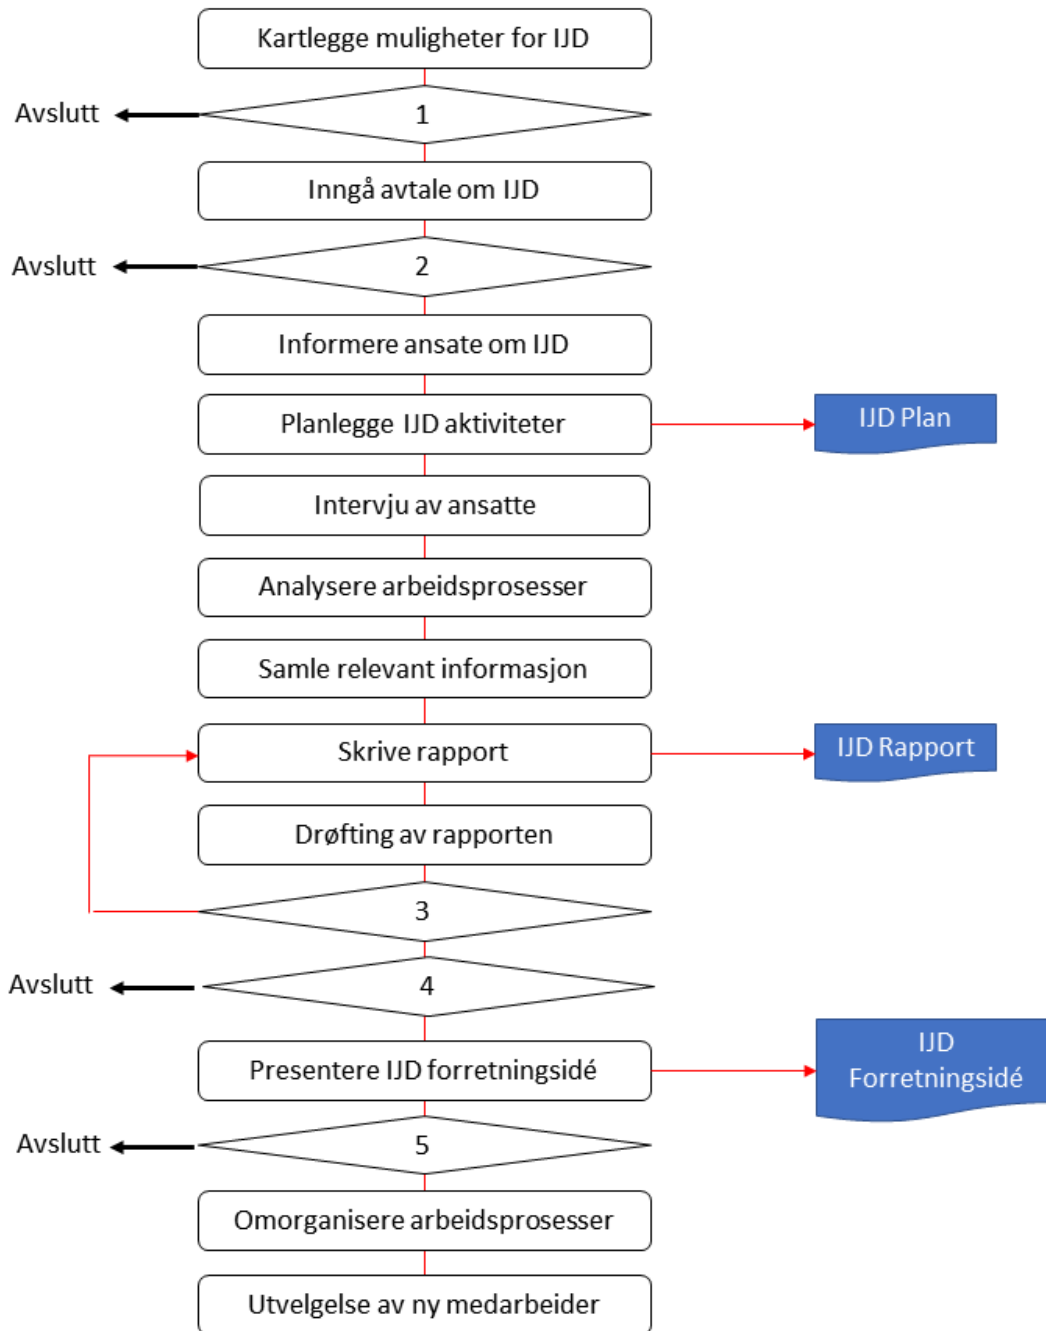 Kartlegge muligheter for IJD
Avslutt
1
Inngå avtale om IJD
Avslutt
2
Informere ansate om IJD
Planlegge IJD aktiviteter
IJD Plan
Intervju av ansatte
Analysere arbeidsprosesser
Samle relevant informasjon
Skrive rapport
IJD Rapport
Drøfting av rapporten
3
Avslutt
4
Presentere IJD forretningsidé
IJD
Forretningsidé
Avslutt
5
Omorganisere arbeidsprosesser
Utvelgelse av ny medarbeider